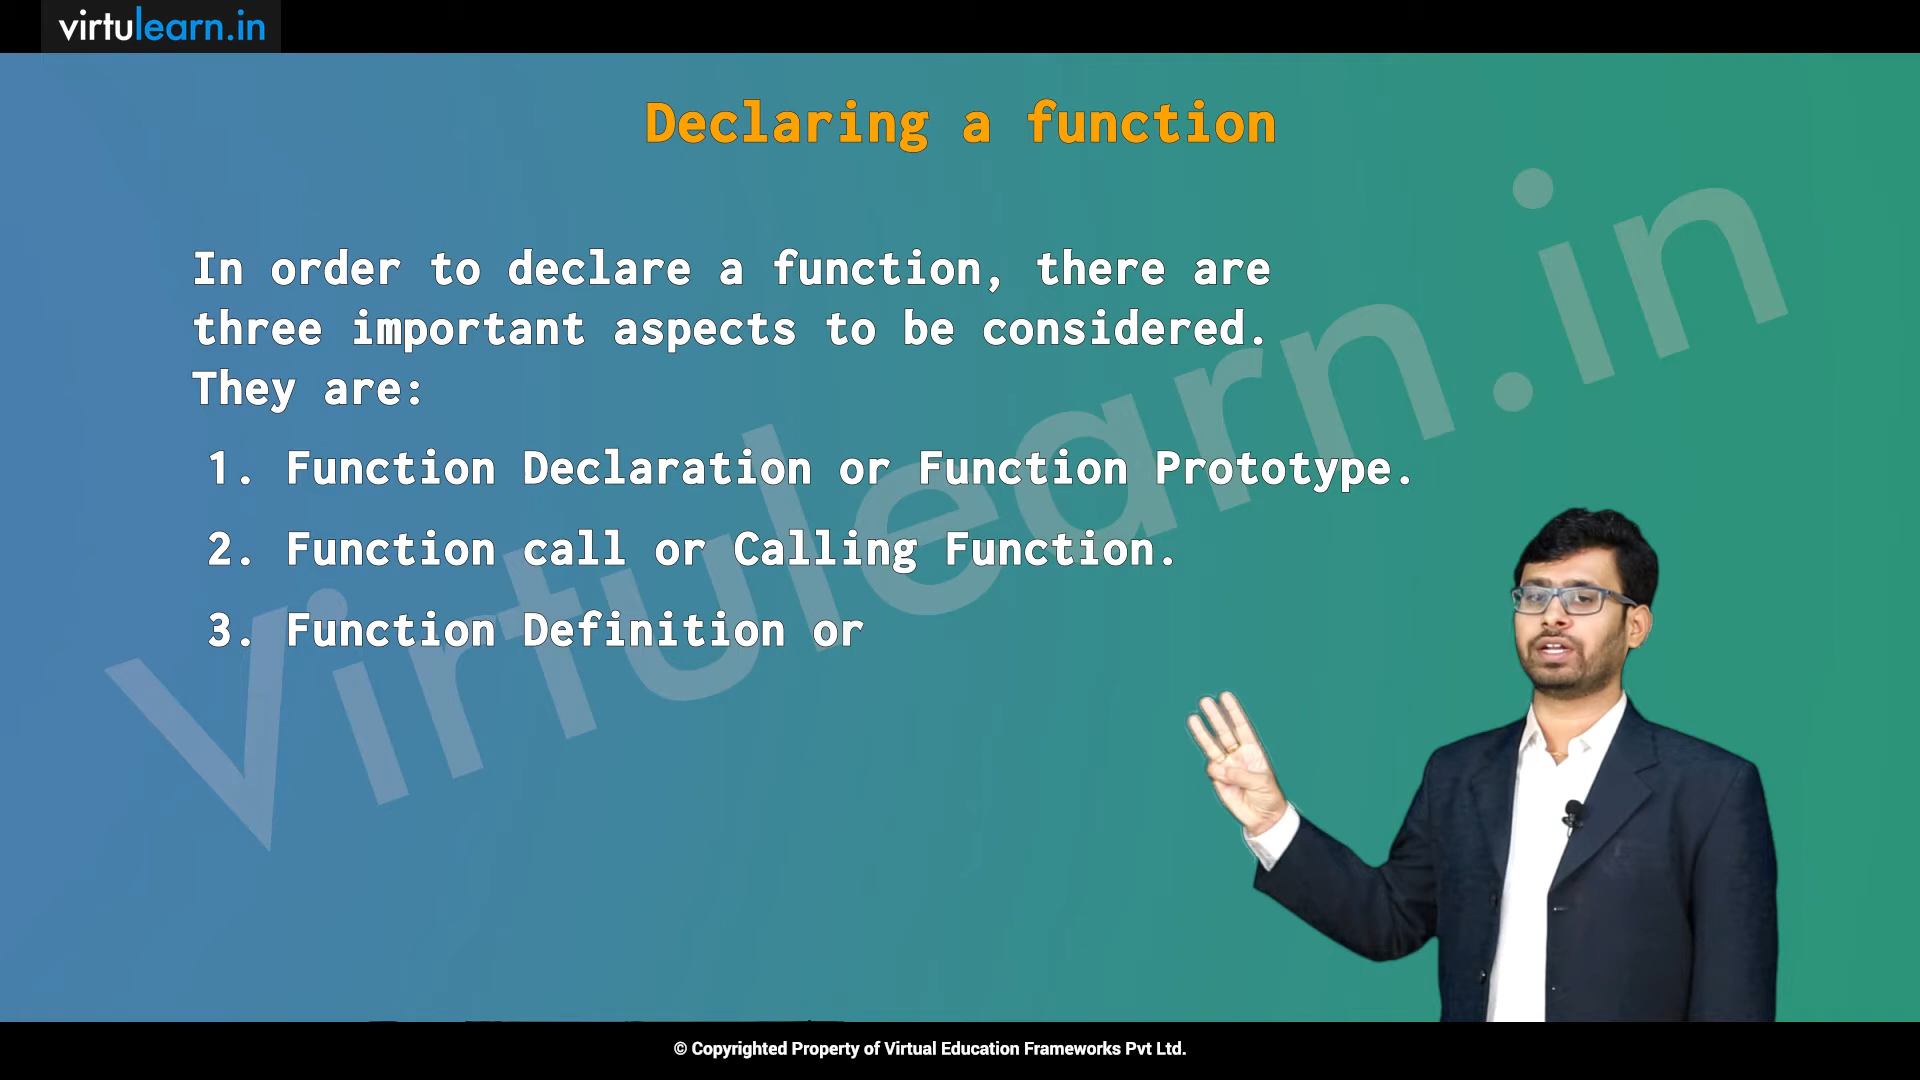 virtulearn.in
Declaring a function
In order to declare a function, there are
three important aspects to be considered.
They are:
1. Function Declaration or Function Prototype.
2. Function call or Calling Function.
3. Function Definition or
Virtulearn.in
© Copyrighted Property of Virtual Education Frameworks Pvt Ltd.